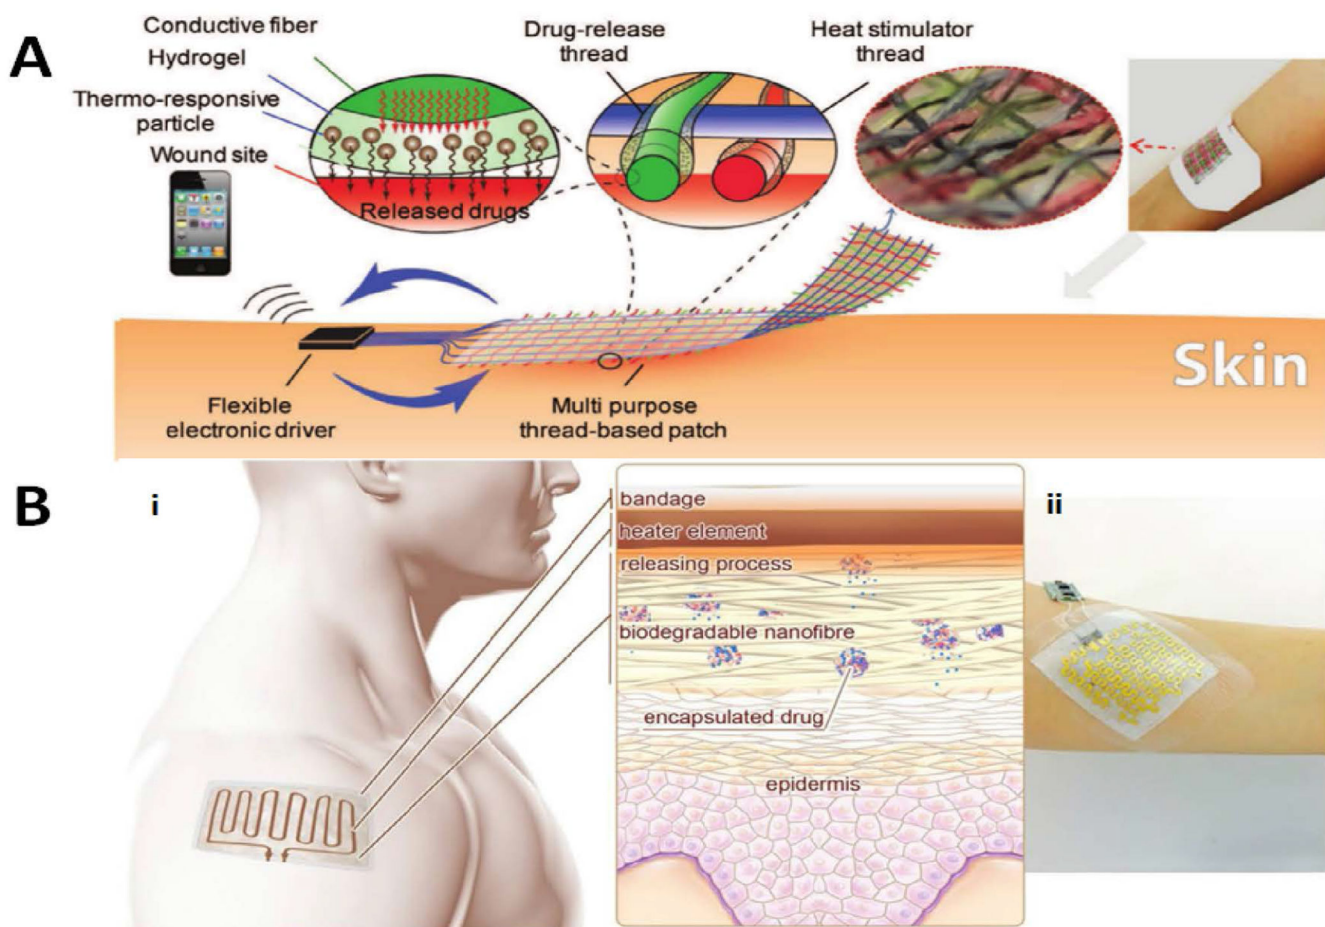 A
Conductive fiber
Hydrogel
Thermo-responsive
particle
Wound site
Released drugs
Drug-release
thread
Heat stimulator
thread
Skin
Flexible
electronic driver
Multi purpose
thread-based patch
B
i
bandage
heater element
releasing process
biodegradable nanofibre
encapsulated drug
epidermis
ii